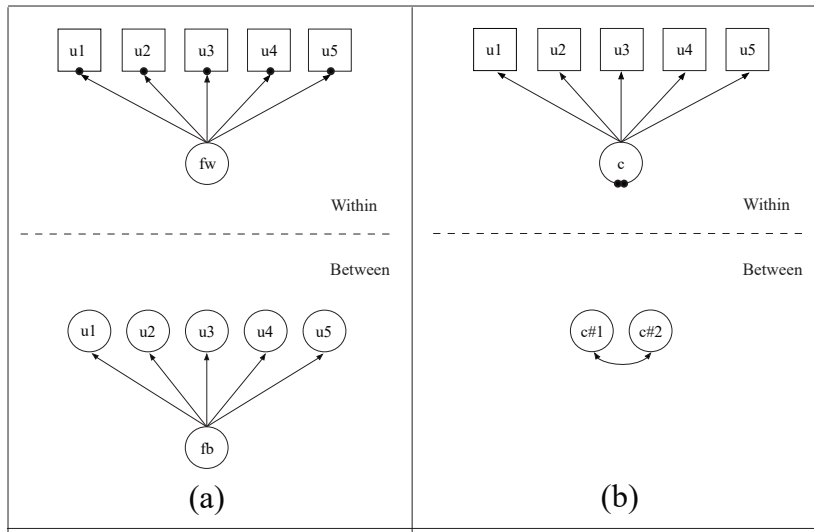 u1 u2 u3 u4 u5
fw
Within
Between
u1 u2 u3 u4 u5
fb
(a)
u1 u2 u3 u4 u5
c
Within
Between
c#1 c#2
(b)